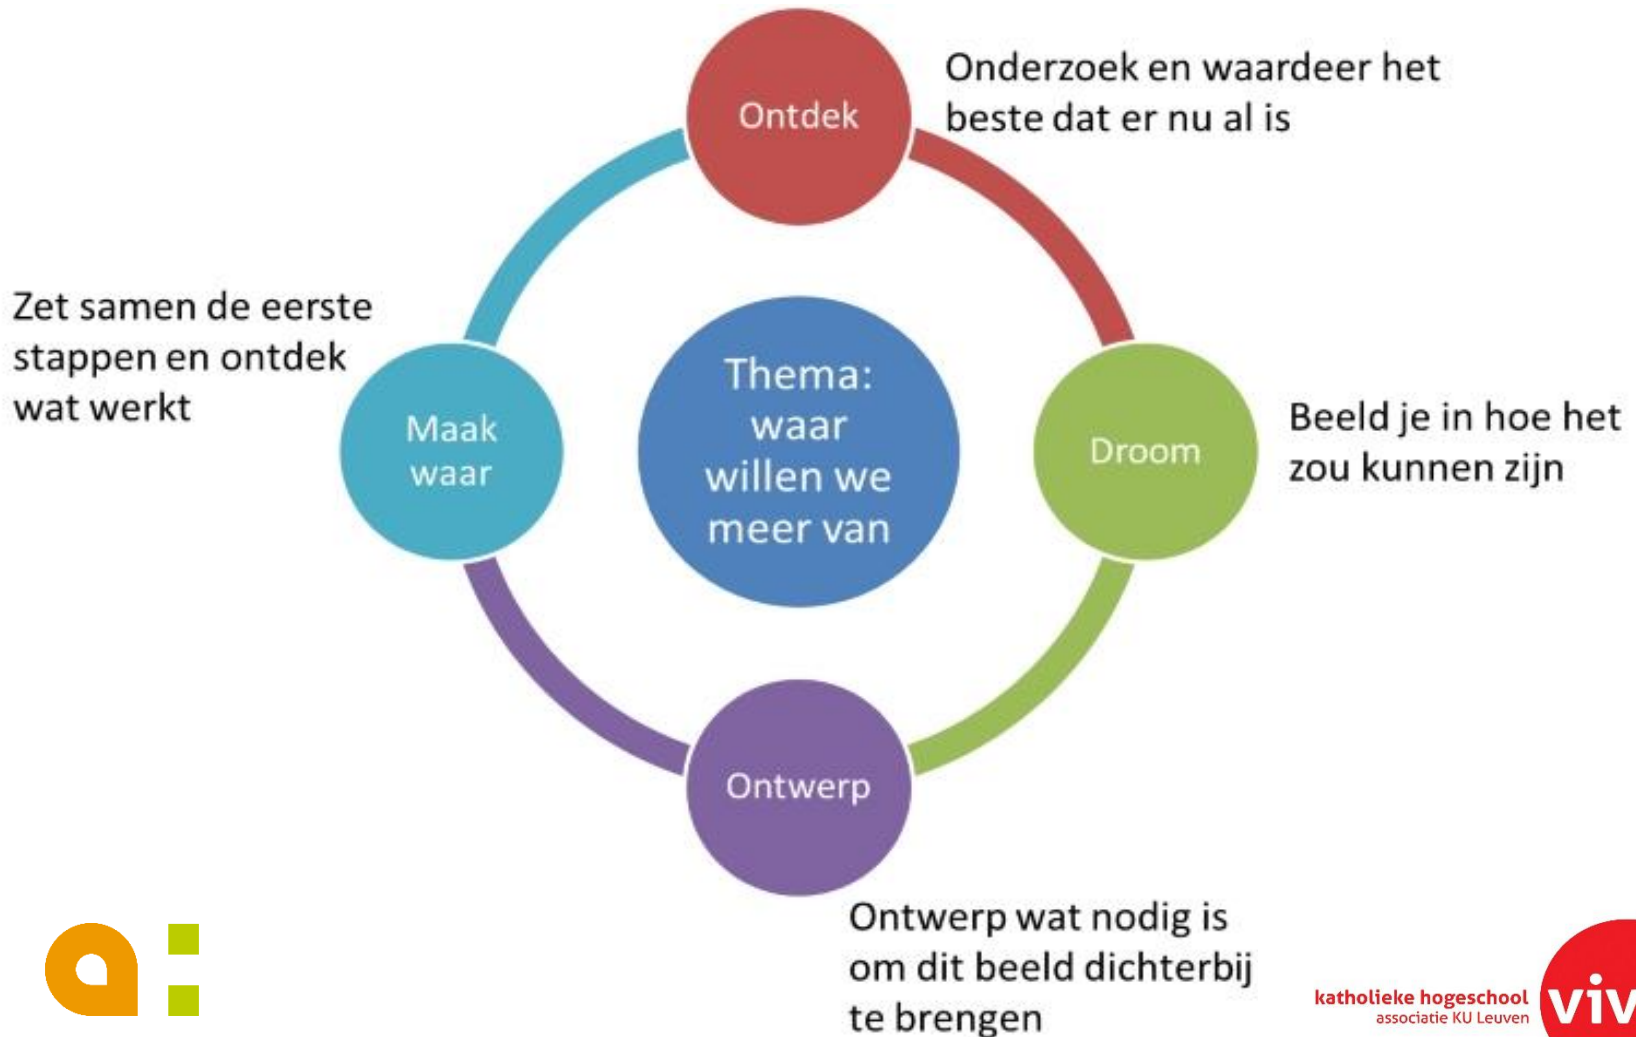 Ontdek
Onderzoek en waardeer het
beste dat er nu al is
Zet samen de eerste
stappen en ontdek
wat werkt
Maak
waar
Thema:
waar
willen we
meer van
Droom
Beeld je in hoe het
zou kunnen zijn
Ontwerp
Ontwerp wat nodig is
om dit beeld dichterbij
te brengen
a:
katholieke hogeschool
associatie KU Leuven
viv